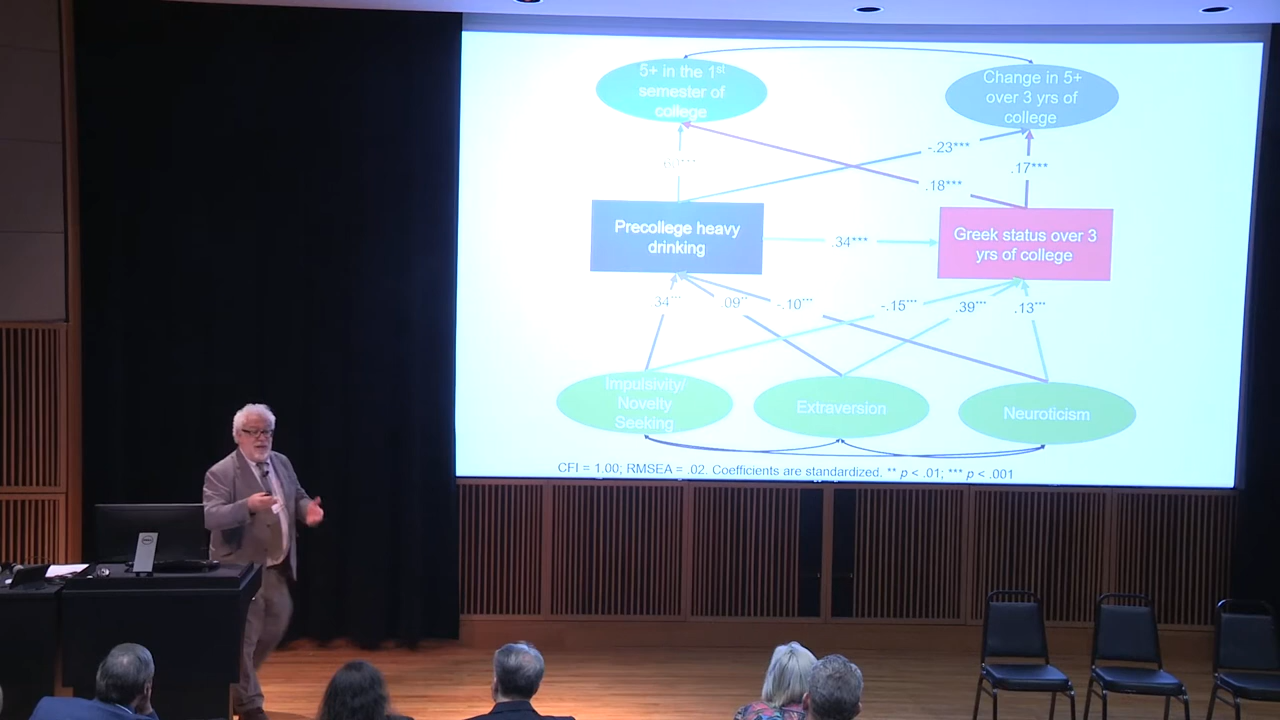 5+ in the 1st
semester of
college
Change in 5+
over 3 yrs of
college
-.23***
.17***
.18***
Precollege heavy
drinking
.34***
Greek status over 3
yrs of college
.34***
.09**
-.10***
-.15***
.39***
.13***
Impulsivity/
Novelty
Seeking
Extraversion
Neuroticism
CFI = 1.00; RMSEA = .02. Coefficients are standardized. ** p < .01; *** p < .001
DELL